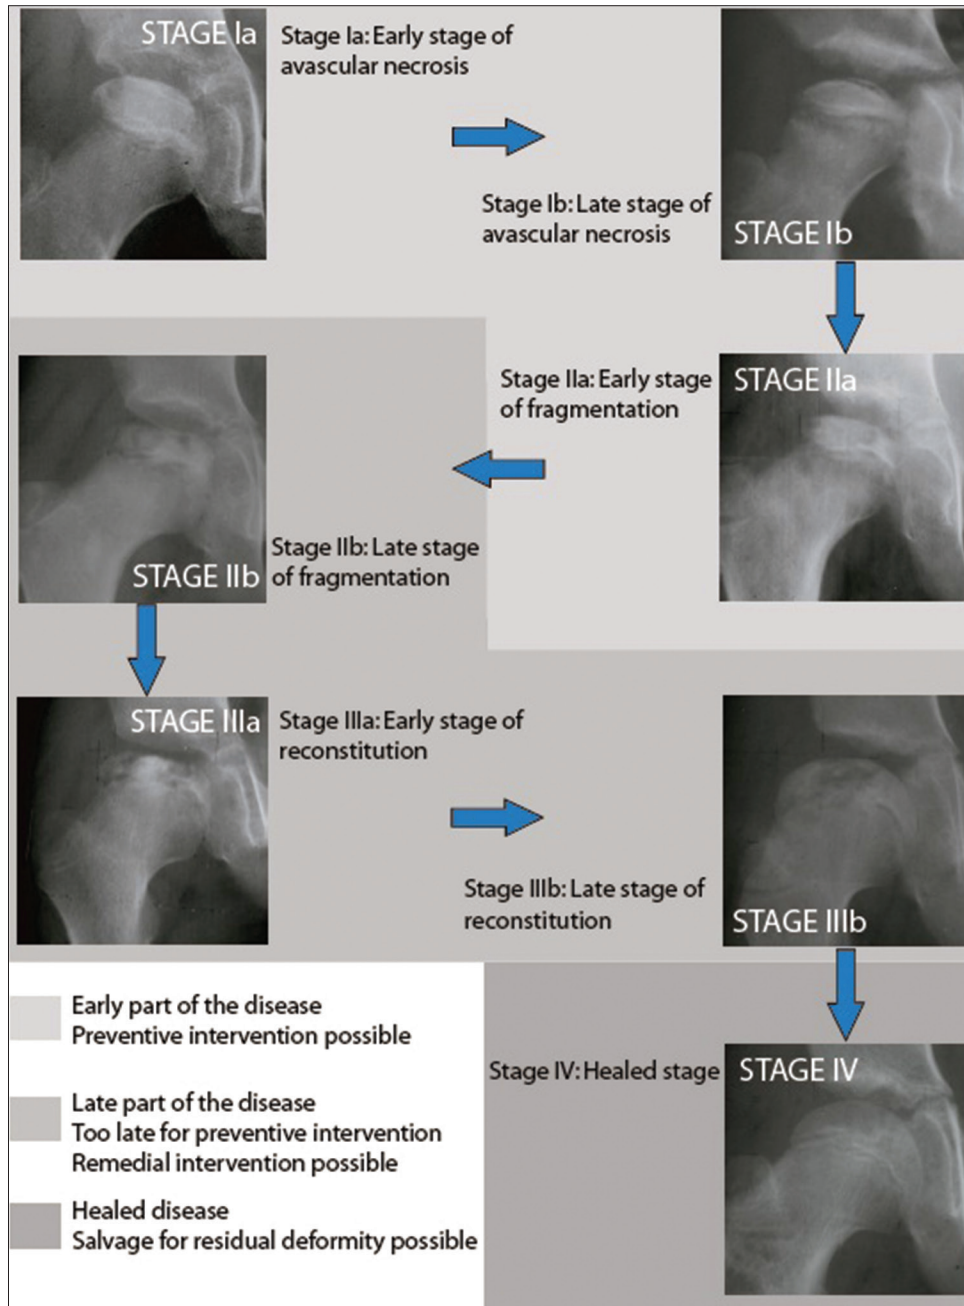 STAGE Ia
Stage Ia: Early stage of
avascular necrosis
Stage Ib: Late stage of
avascular necrosis
STAGE Ib
Stage IIa: Early stage
of fragmentation
STAGE IIa
Stage IIb: Late stage
of fragmentation
STAGE IIb
STAGE IIIa
Stage IIIa: Early stage of
reconstitution
Stage IIIb: Late stage of
reconstitution
STAGE IIIb
Early part of the disease
Preventive intervention possible
Late part of the disease
Too late for preventive intervention
Remedial intervention possible
Healed disease
Salvage for residual deformity possible
Stage IV: Healed stage
STAGE IV